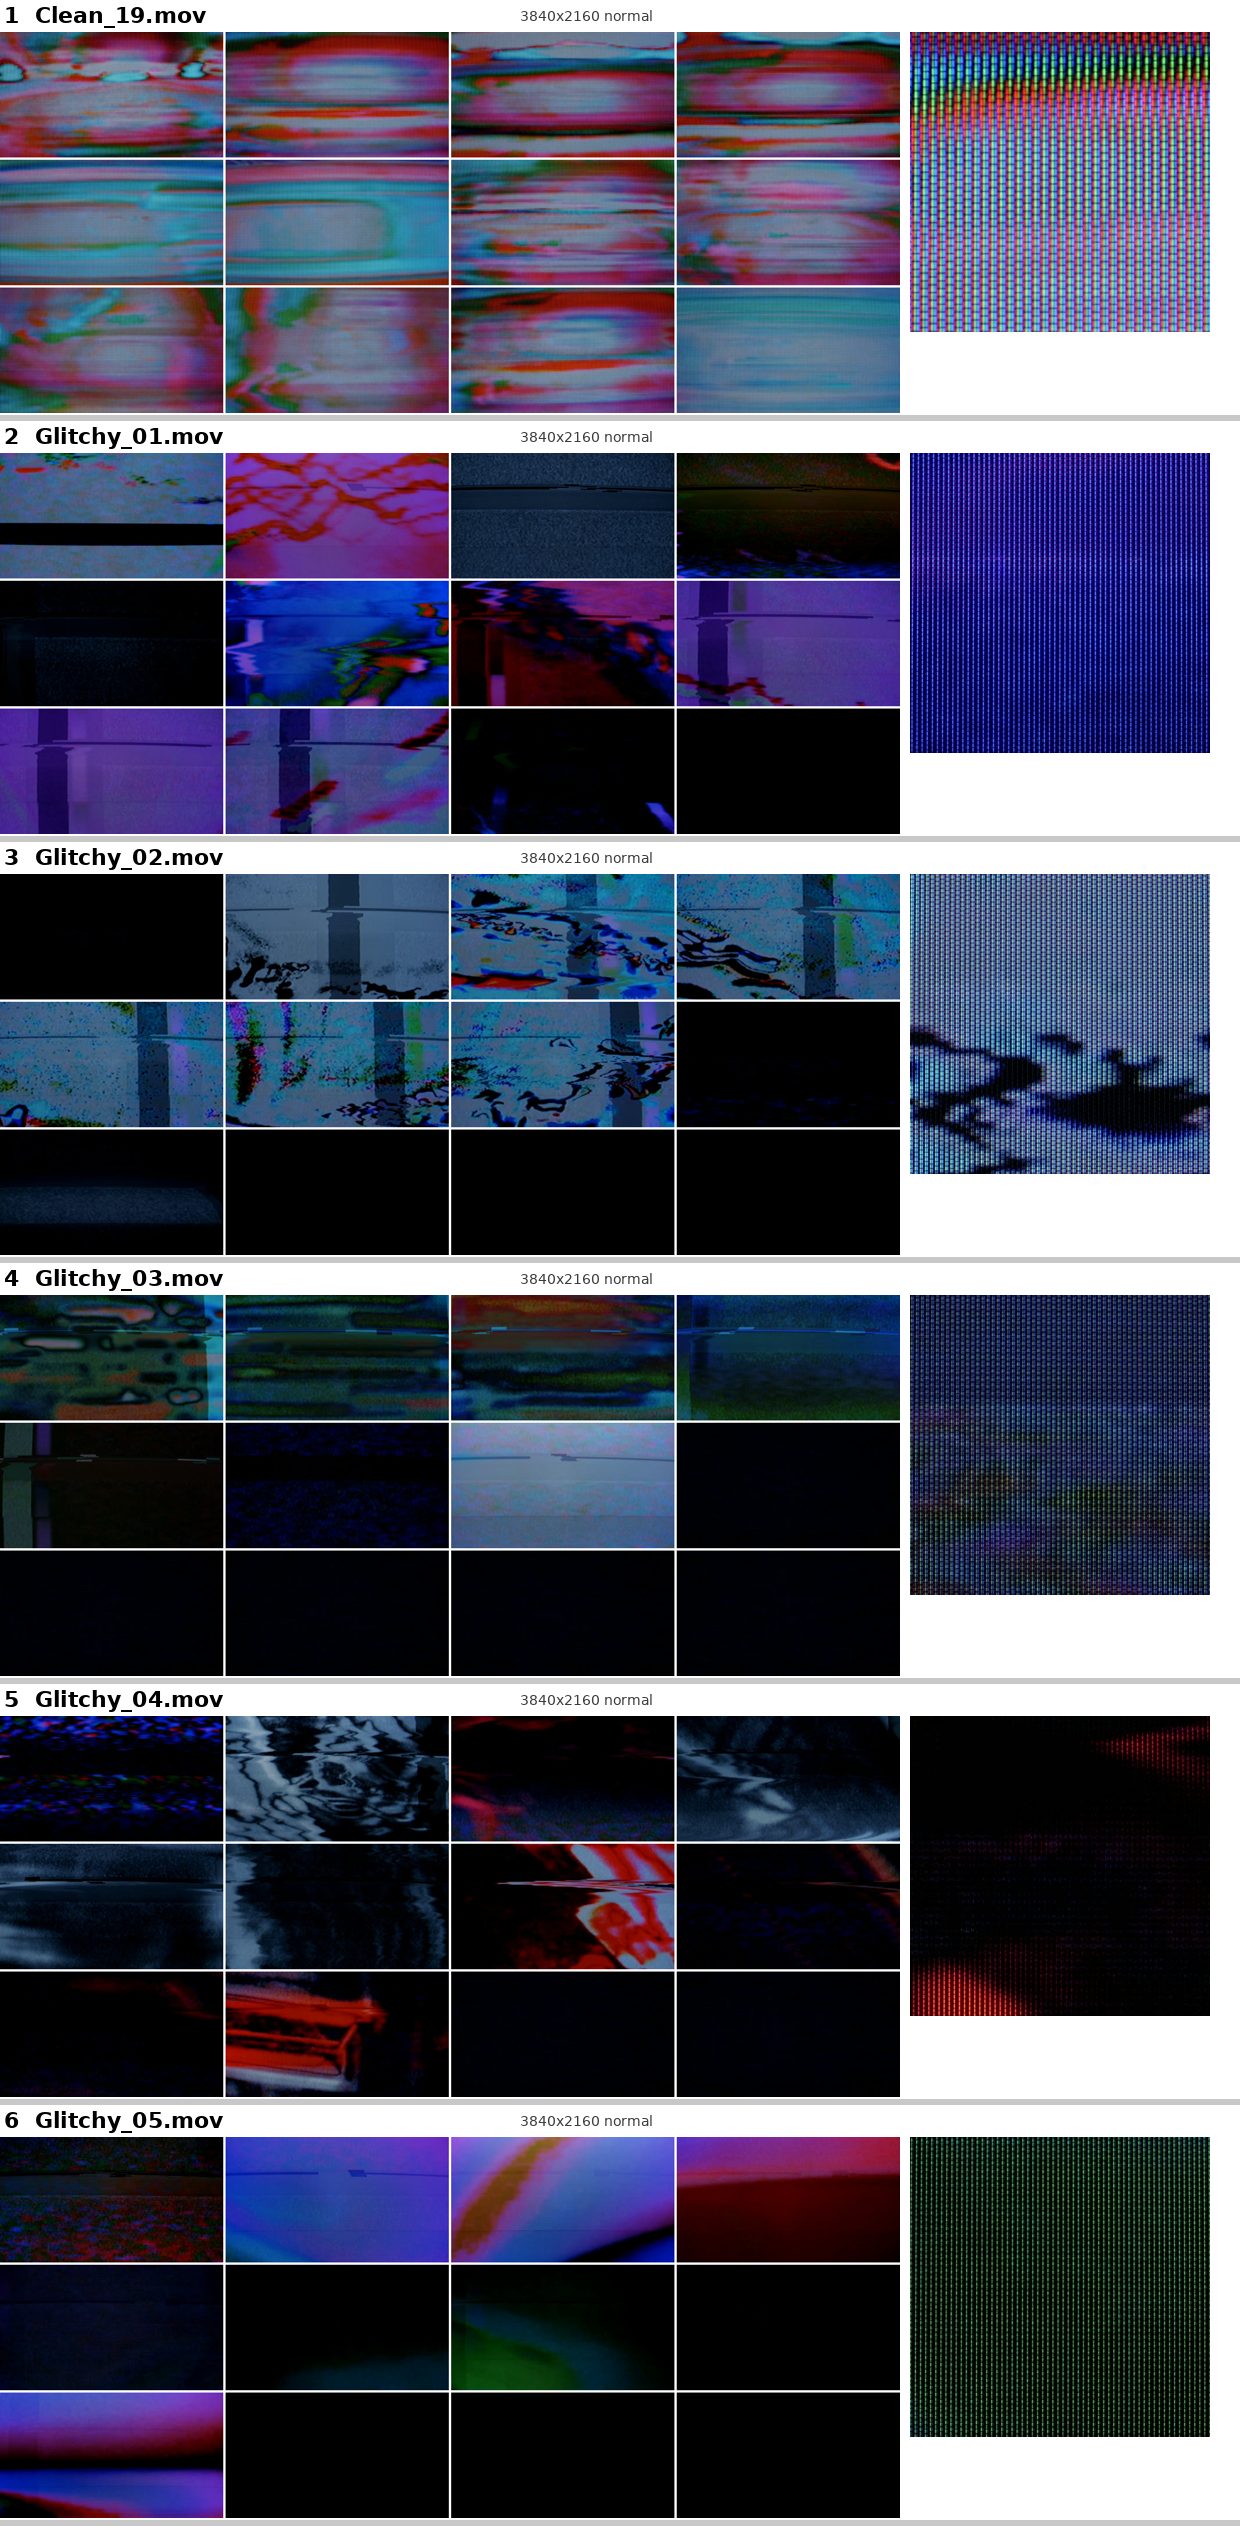 1 Clean_19.mov 3840x2160 normal
2 Glitchy_01.mov 3840x2160 normal
3 Glitchy_02.mov 3840x2160 normal
4 Glitchy_03.mov 3840x2160 normal
5 Glitchy_04.mov 3840x2160 normal
6 Glitchy_05.mov 3840x2160 normal